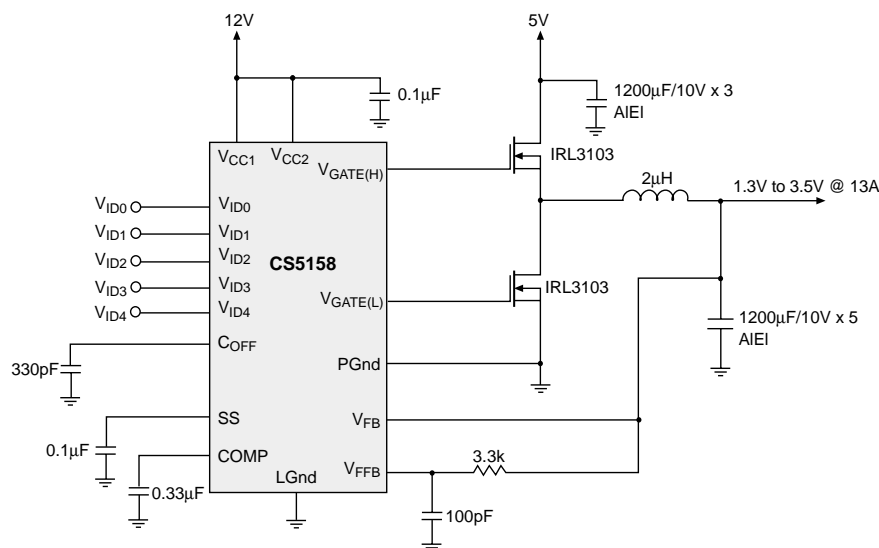 12V
5V
0.1µF
1200µF/10V x 3
AlEl
VCC1
VCC2
VGATE(H)
IRL3103
2µH
1.3V to 3.5V @ 13A
VID0
VID0
VID1
VID1
VID2
VID2
CS5158
VID3
VID3
VGATE(L)
IRL3103
VID4
VID4
1200µF/10V x 5
AlEl
COFF
330pF
PGnd
SS
VFB
0.1µF
COMP
3.3k
VFFB
0.33µF
LGnd
100pF